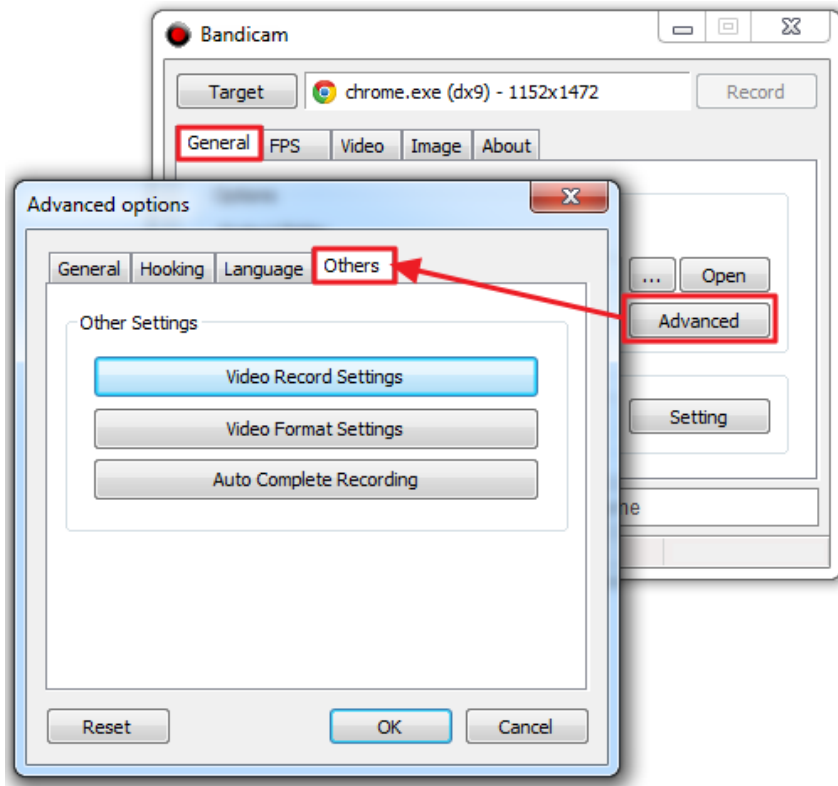 Bandicam
Target chrome.exe (dx9) - 1152x1472 Record
General FPS Video Image About
Advanced options
General Hooking Language Others
... Open
Advanced
Other Settings
Video Record Settings
Video Format Settings
Auto Complete Recording
Setting
Reset OK Cancel